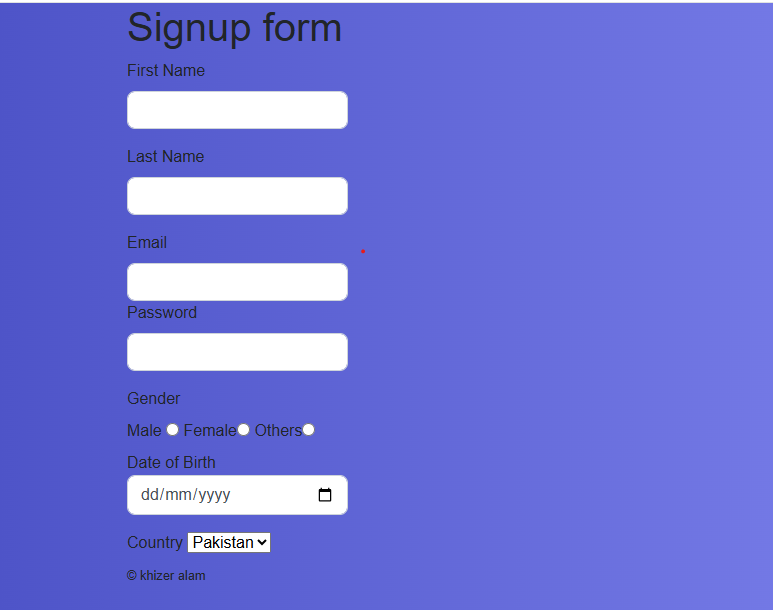 Signup form
First Name
Last Name
Email
Password
Gender
Male Female Others
Date of Birth
dd/mm/yyyy
Country Pakistan
© khizer alam